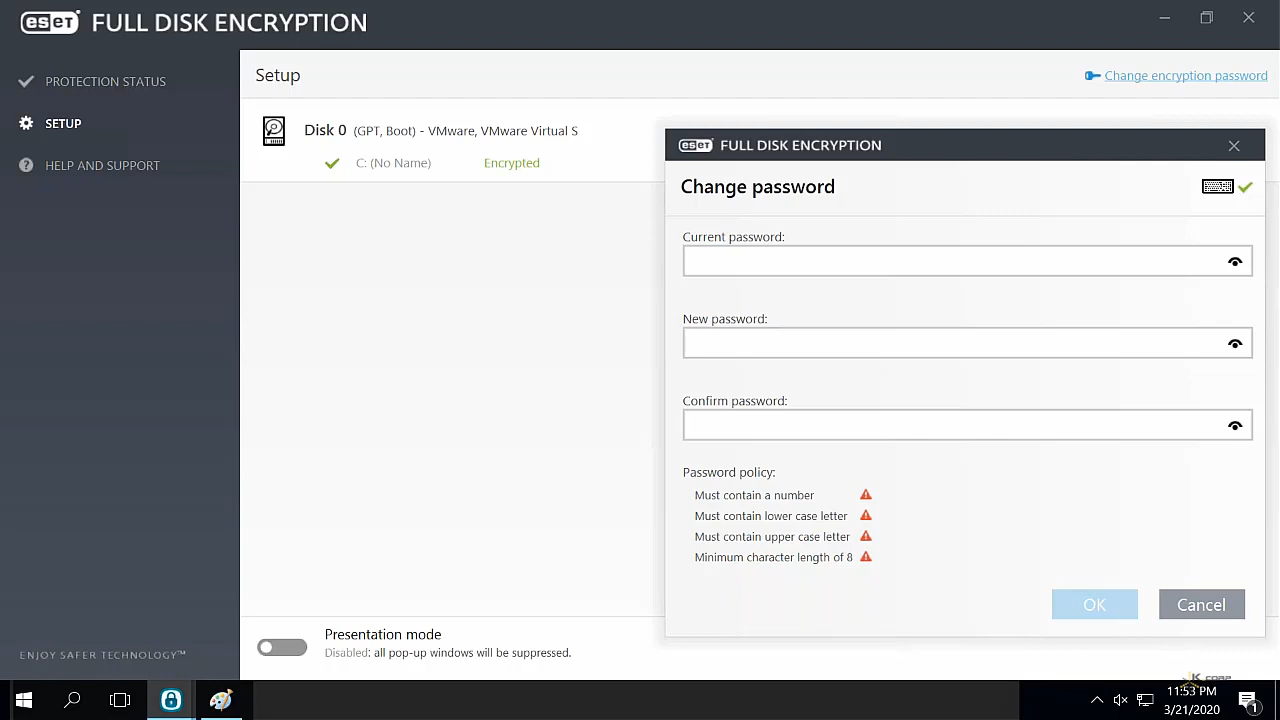 eset FULL DISK ENCRYPTION
PROTECTION STATUS
SETUP
HELP AND SUPPORT
ENJOY SAFER TECHNOLOGY™
Setup
Change encryption password
Disk 0 (GPT, Boot) - VMware, VMware Virtual S
C: (No Name) Encrypted
eset FULL DISK ENCRYPTION
Change password
Current password:
New password:
Confirm password:
Password policy:
Must contain a number
Must contain lower case letter
Must contain upper case letter
Minimum character length of 8
OK Cancel
Presentation mode
Disabled: all pop-up windows will be suppressed.
11:53 PM
3/21/2020
1